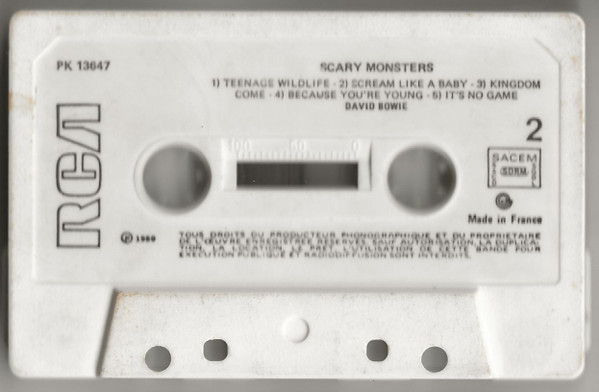 PK 13647
SCARY MONSTERS
1) TEENAGE WILDLIFE - 2) SCREAM LIKE A BABY - 3) KINGDOM
COME - 4) BECAUSE YOU'RE YOUNG - 5) IT'S NO GAME
DAVID BOWIE
2
RCA
100 50 0
SACEM
SDRM
Made in France
℗ 1980
TOUS DROITS DU PRODUCTEUR PHONOGRAPHIQUE ET DU PROPRIETAIRE
DE L'ŒUVRE ENREGISTREE RESERVES. SAUF AUTORISATION, LA DUPLICA-
TION, LA LOCATION, LE PRET, L'UTILISATION DE CETTE BANDE POUR
EXECUTION PUBLIQUE ET RADIODIFFUSION SONT INTERDITS.